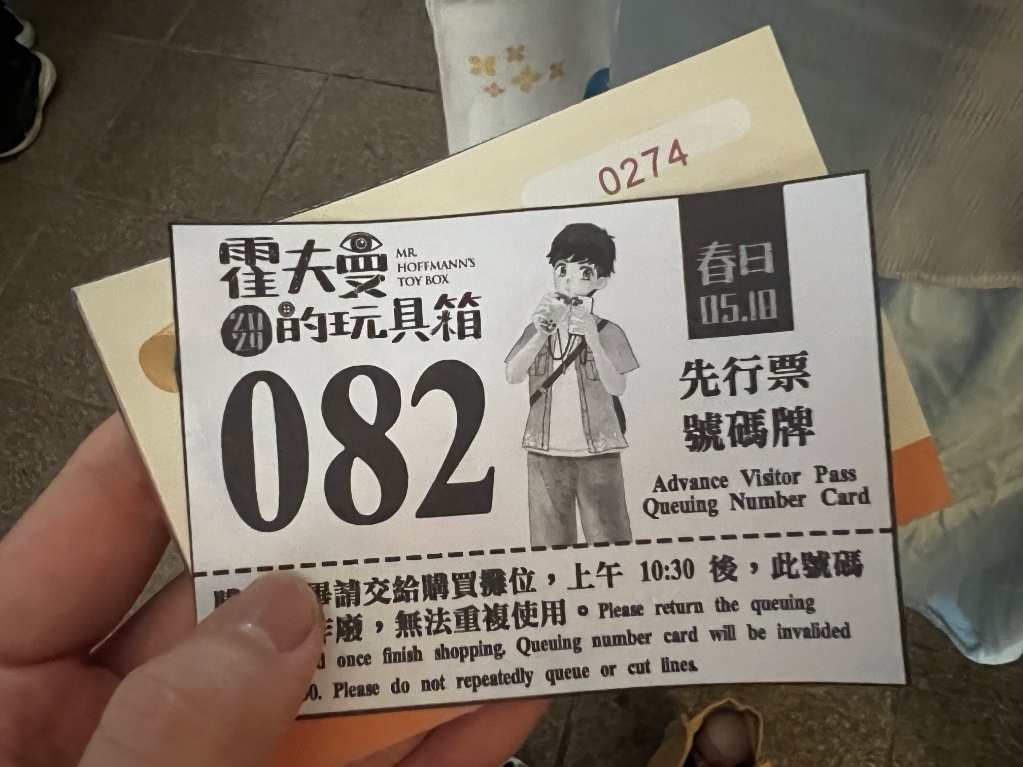 0274
霍夫曼
MR.
HOFFMANN'S
TOY BOX
2024
的玩具箱
春日
05.18
082
先行票
號碼牌
Advance Visitor Pass
Queuing Number Card
請交給購買攤位，上午 10:30 後，此號碼
廢，無法重複使用。Please return the queuing
once finish shopping. Queuing number card will be invalided
Please do not repeatedly queue or cut lines.